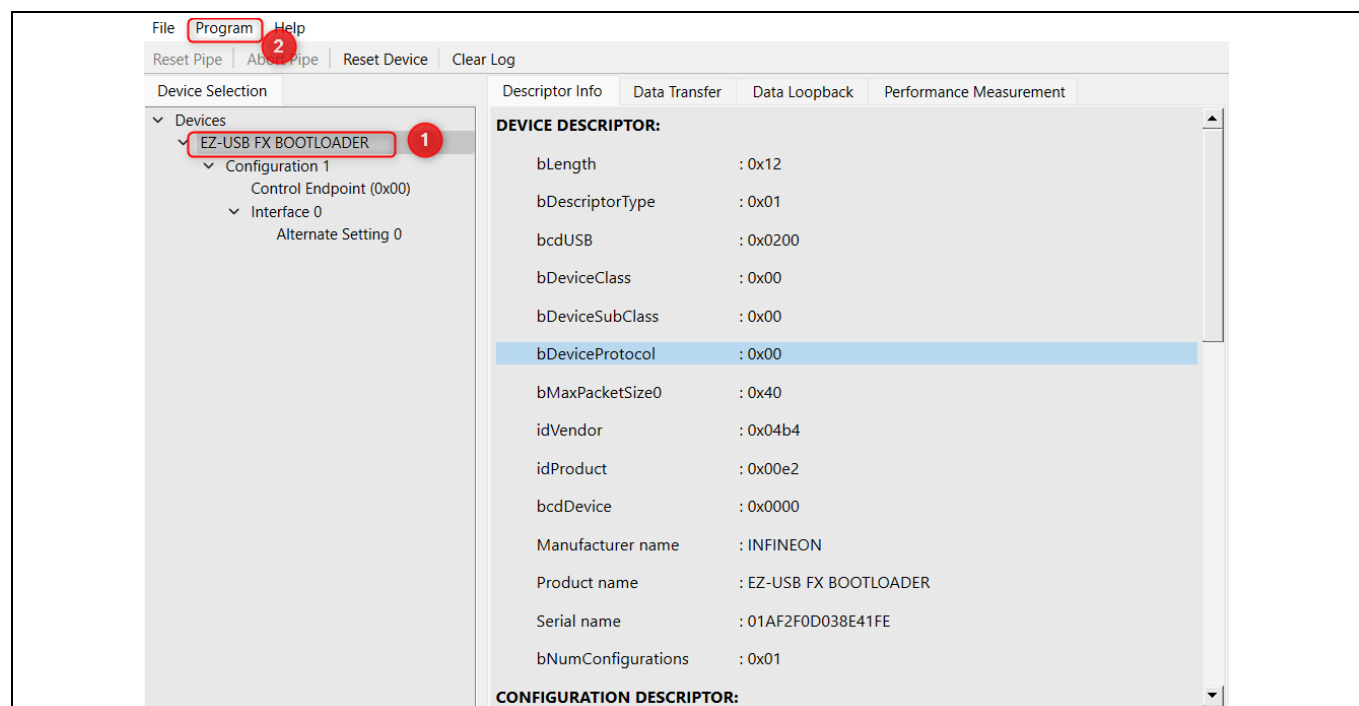 File Program Help
2
Reset Pipe Abort Pipe Reset Device Clear Log
Device Selection
Devices
EZ-USB FX BOOTLOADER 1
Configuration 1
Control Endpoint (0x00)
Interface 0
Alternate Setting 0
Descriptor Info Data Transfer Data Loopback Performance Measurement
DEVICE DESCRIPTOR:
bLength : 0x12
bDescriptorType : 0x01
bcdUSB : 0x0200
bDeviceClass : 0x00
bDeviceSubClass : 0x00
bDeviceProtocol : 0x00
bMaxPacketSize0 : 0x40
idVendor : 0x04b4
idProduct : 0x00e2
bcdDevice : 0x0000
Manufacturer name : INFINEON
Product name : EZ-USB FX BOOTLOADER
Serial name : 01AF2F0D038E41FE
bNumConfigurations : 0x01
CONFIGURATION DESCRIPTOR: